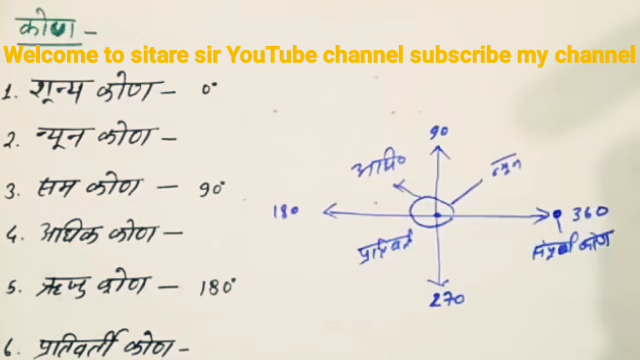 कोण -
Welcome to sitare sir YouTube channel subscribe my channel
1. शून्य कोण - 0°
2. न्यून कोण -
3. सम कोण - 90°
4. अधिक कोण -
5. ऋजु कोण - 180°
6. प्रतिवर्ती कोण -
90
अधिक
न्यून
180
360
प्रतिवर्ती
संपूर्ण कोण
270